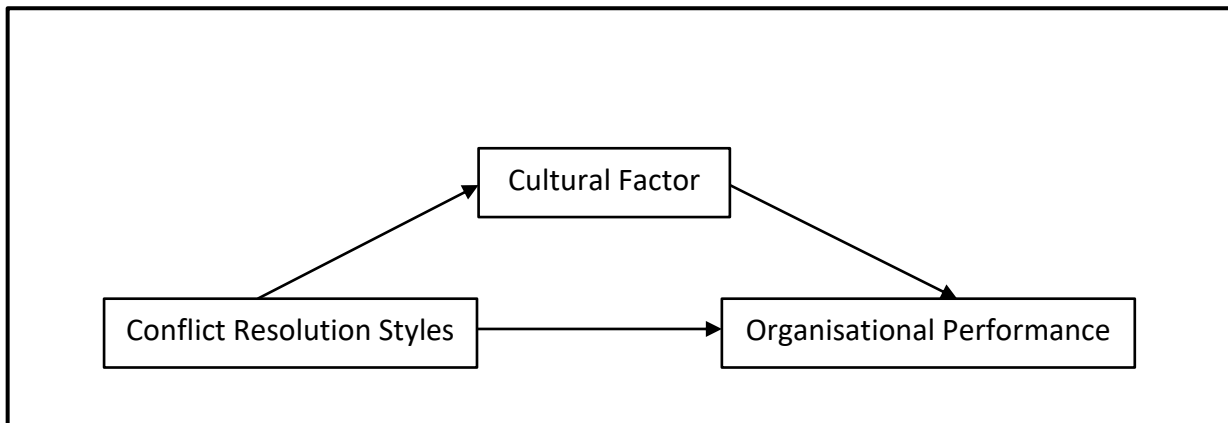 Cultural Factor
Conflict Resolution Styles
Organisational Performance